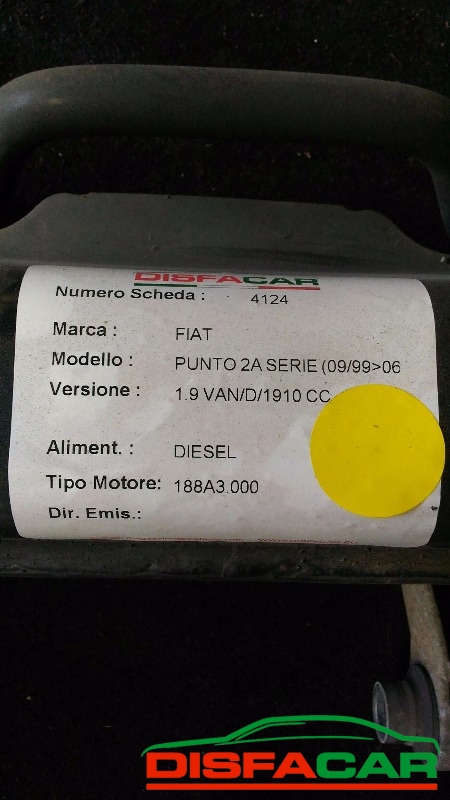 DISFACAR
Numero Scheda : 4124
Marca : FIAT
Modello : PUNTO 2A SERIE (09/99>06
Versione : 1.9 VAN/D/1910 CC
Aliment. : DIESEL
Tipo Motore: 188A3.000
Dir. Emis.:
DISFACAR